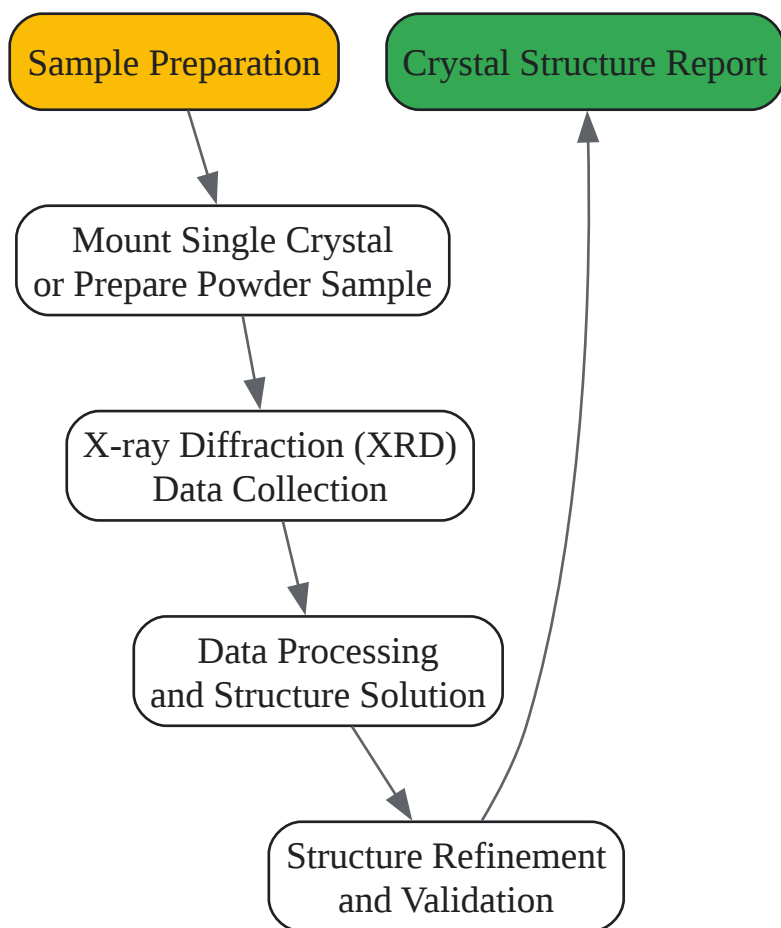 Sample Preparation
Crystal Structure Report
Mount Single Crystal
or Prepare Powder Sample
X-ray Diffraction (XRD)
Data Collection
Data Processing
and Structure Solution
Structure Refinement
and Validation